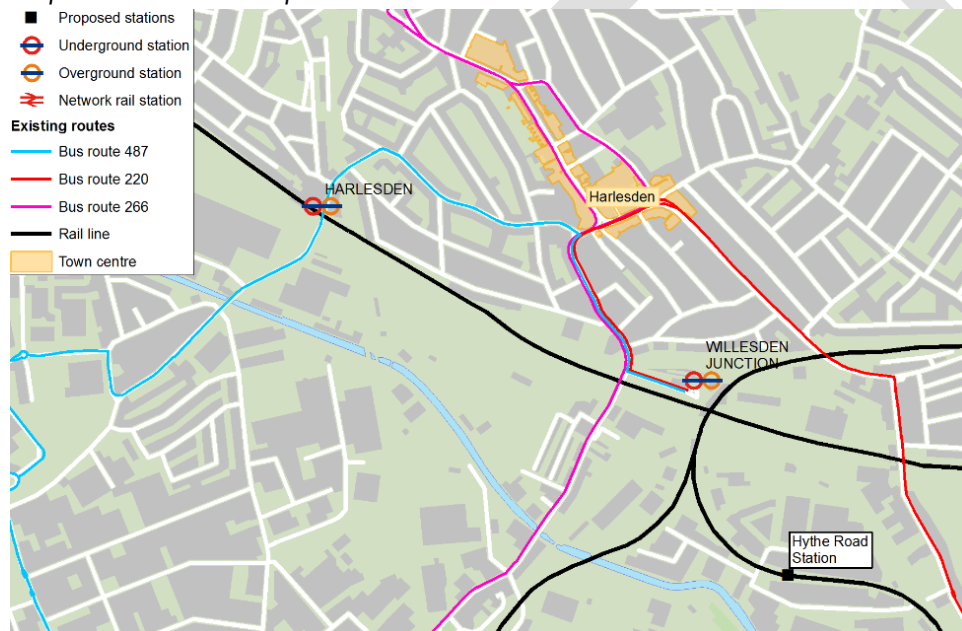 Proposed stations
Underground station
Overground station
Network rail station
Existing routes
Bus route 487
Bus route 220
Bus route 266
Rail line
Town centre
HARLESDEN
Harlesden
WILLESDEN
JUNCTION
Hythe Road
Station